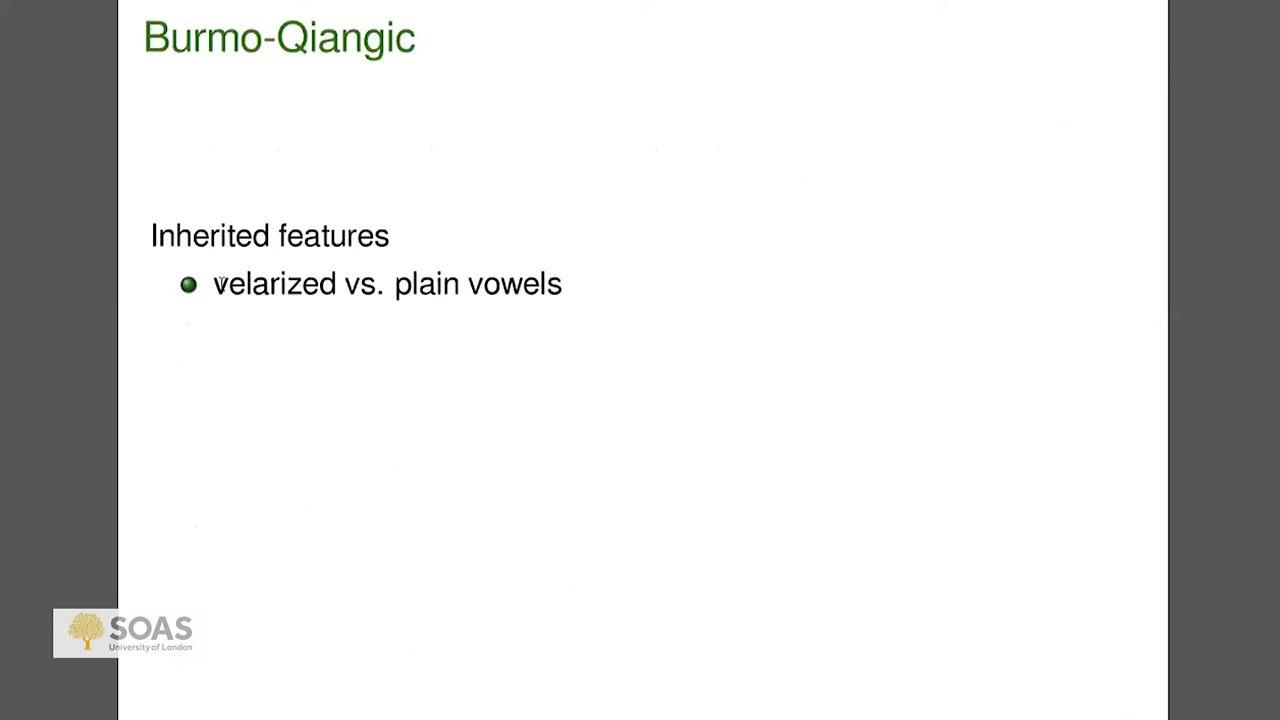 Burmo-Qiangic
Inherited features
velarized vs. plain vowels
SOAS
University of London